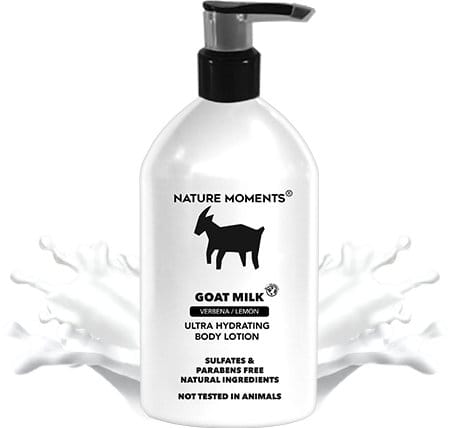 NATURE MOMENTS®
GOAT MILK
VERBENA / LEMON
ULTRA HYDRATING
BODY LOTION
SULFATES &
PARABENS FREE
NATURAL INGREDIENTS
NOT TESTED IN ANIMALS